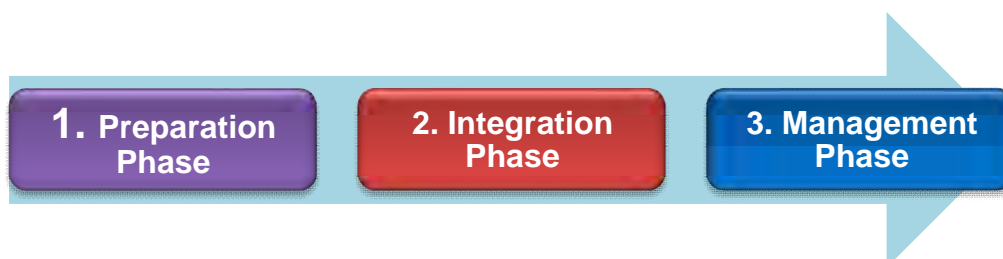 1. Preparation
Phase
2. Integration
Phase
3. Management
Phase